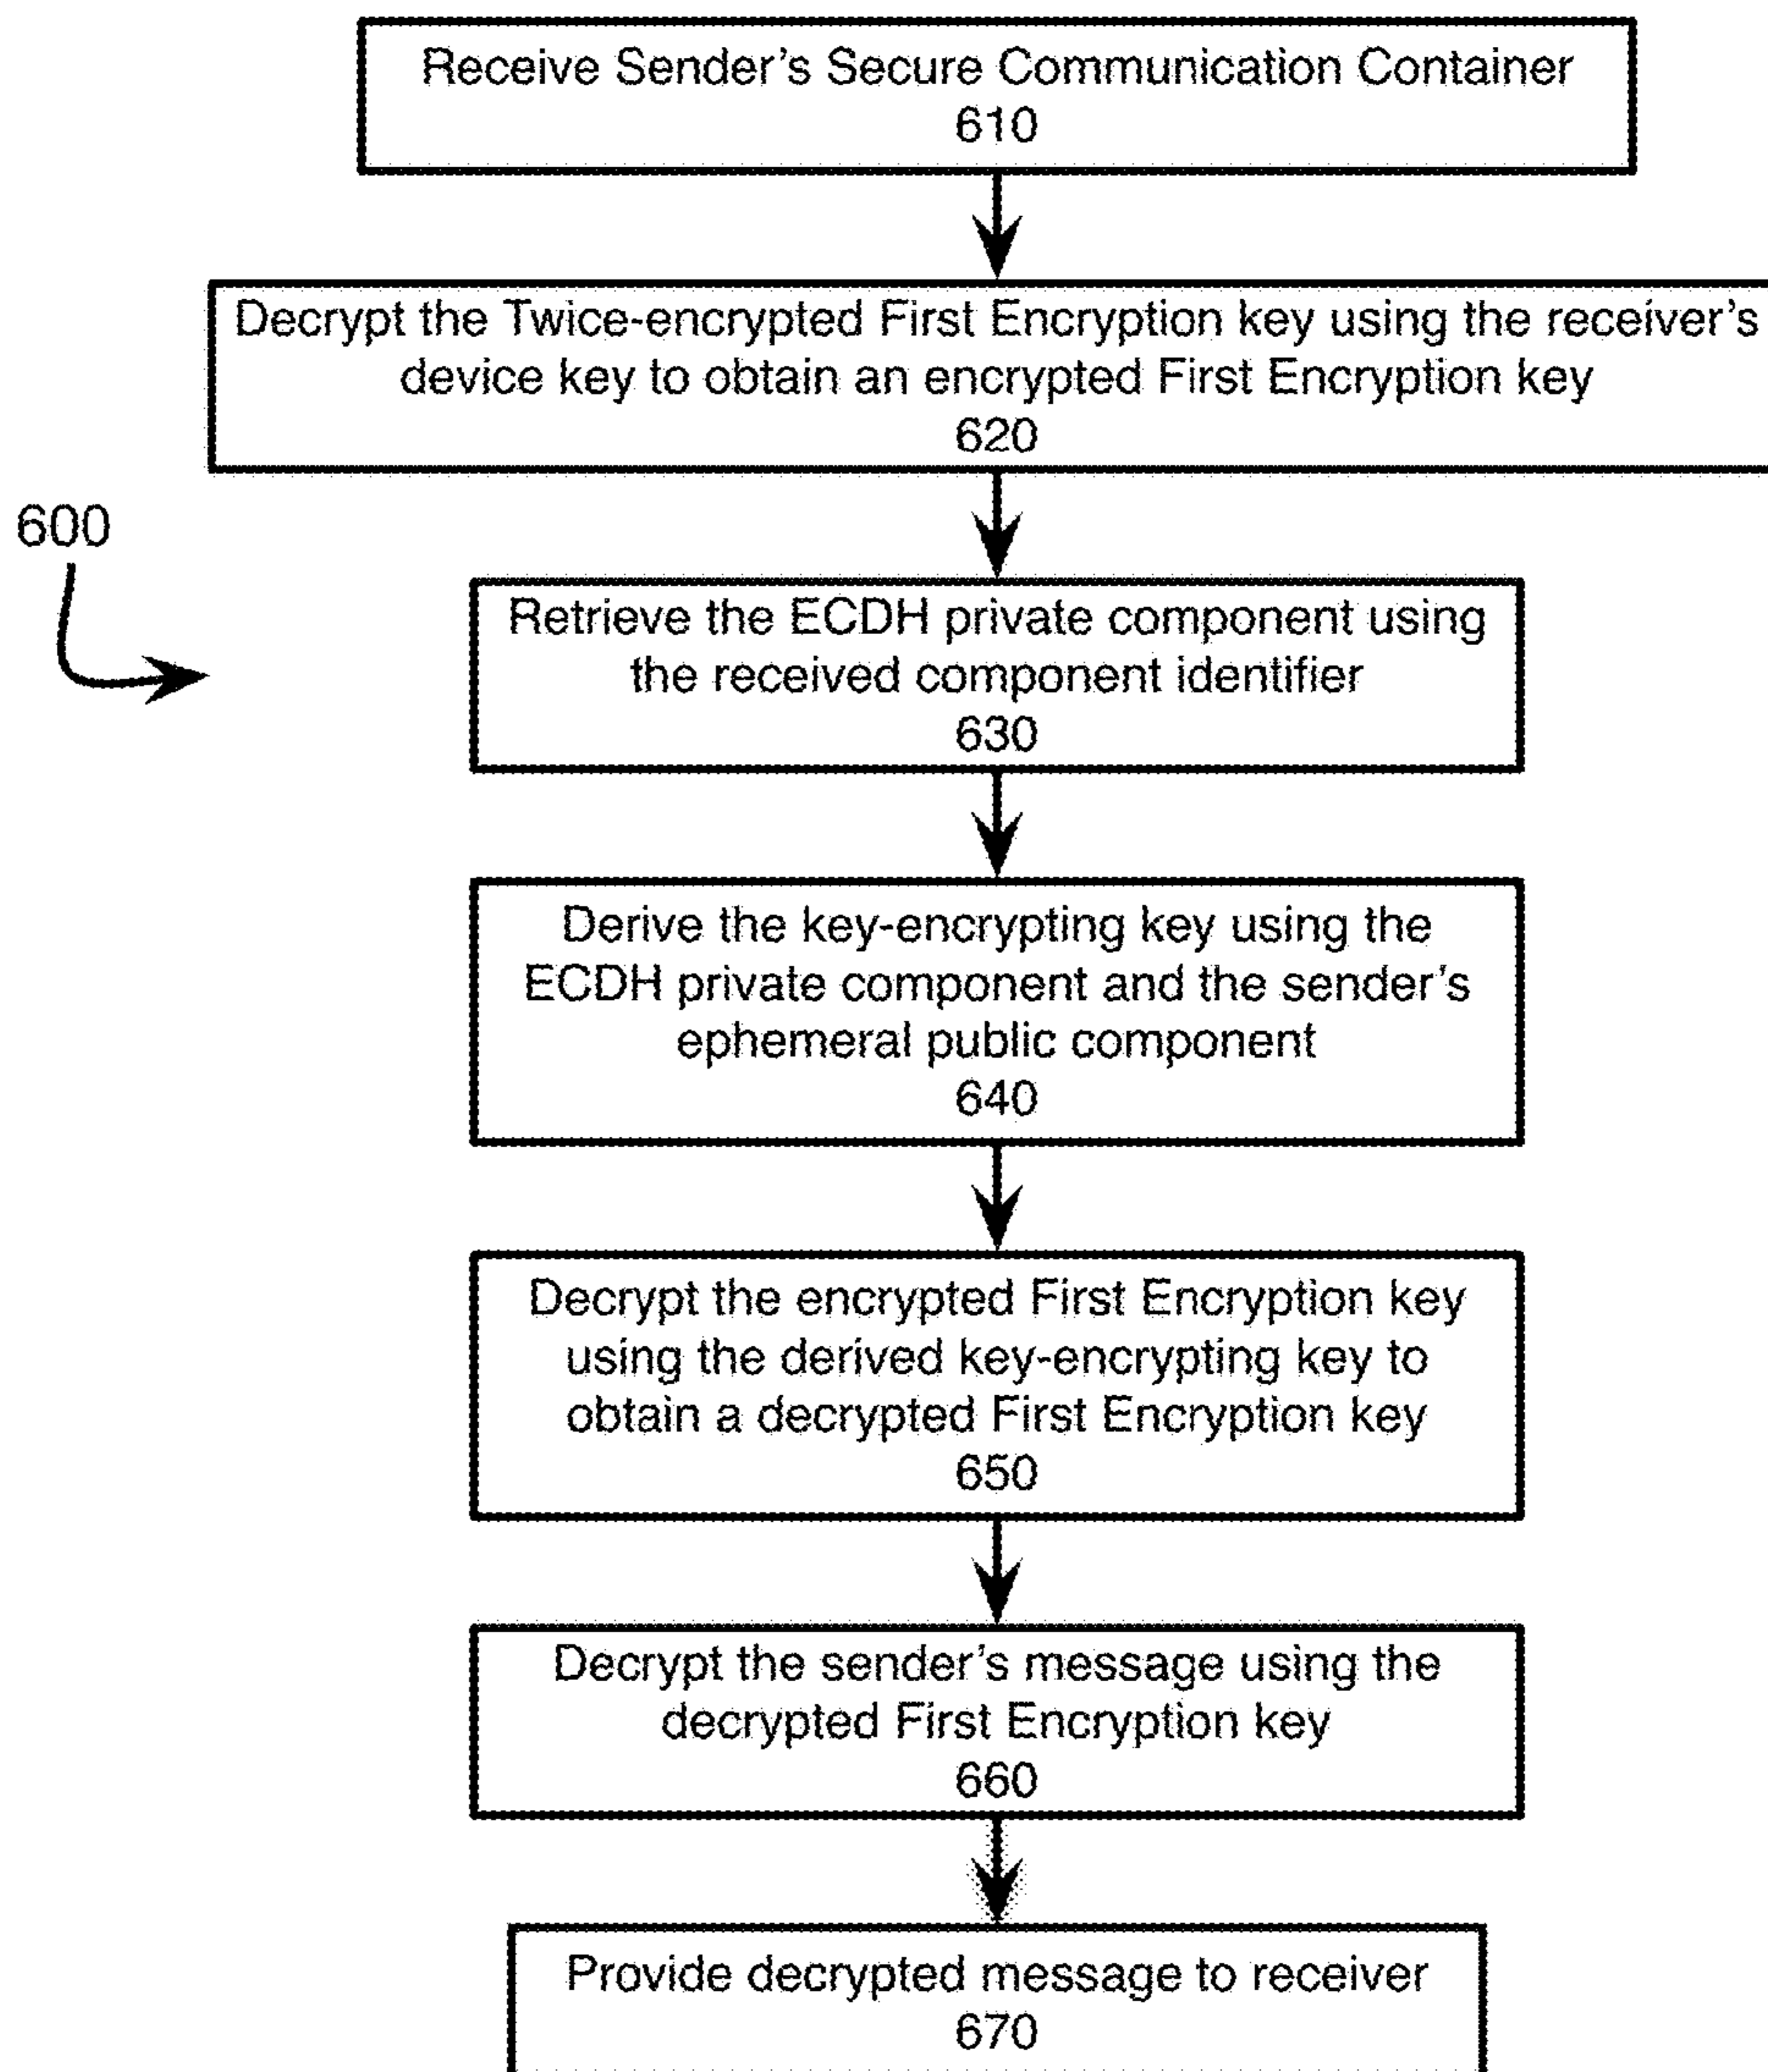 Receive Sender's Secure Communication Container
610
Decrypt the Twice-encrypted First Encryption key using the receiver's
device key to obtain an encrypted First Encryption key
620
600
Retrieve the ECDH private component using
the received component identifier
630
Derive the key-encrypting key using the
ECDH private component and the sender's
ephemeral public component
640
Decrypt the encrypted First Encryption key
using the derived key-encrypting key to
obtain a decrypted First Encryption key
650
Decrypt the sender's message using the
decrypted First Encryption key
660
Provide decrypted message to receiver
670